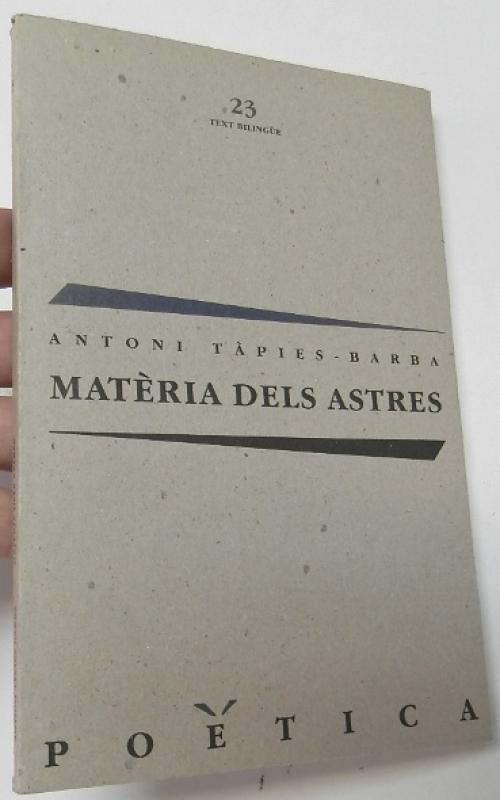 23
TEXT BILINGÜE
ANTONI TÀPIES-BARBA
MATÈRIA DELS ASTRES
POÈTICA